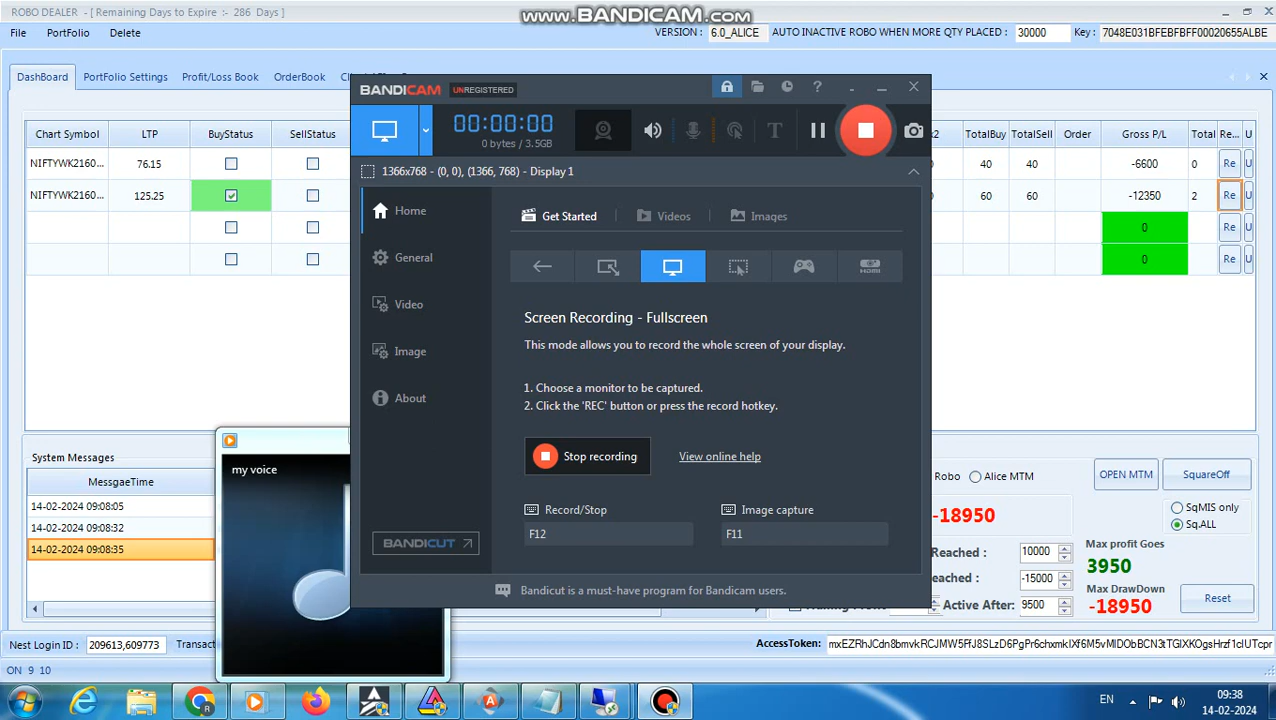 www.BANDICAM.com
ROBO DEALER - [ Remaining Days to Expire :- 286 Days ]
File PortFolio Delete
VERSION : 6.0_ALICE AUTO INACTIVE ROBO WHEN MORE QTY PLACED : 30000 Key : 7048E031BFEBFBFF00020655ALBE
DashBoard PortFolio Settings Profit/Loss Book OrderBook
Chart Symbol LTP BuyStatus SellStatus TotalBuy TotalSell Order Gross P/L Total Re... U
NIFTYWK2160... 76.15 40 40 -6600 0 Re U
NIFTYWK2160... 125.25 60 60 -12350 2 Re U
0 Re U
0 Re U
BANDICAM UNREGISTERED
00:00:00
0 bytes / 3.5GB
1366x768 - (0, 0), (1366, 768) - Display 1
Home
General
Video
Image
About
BANDICUT
Get Started Videos Images
HDMI
Screen Recording - Fullscreen
This mode allows you to record the whole screen of your display.
1. Choose a monitor to be captured.
2. Click the 'REC' button or press the record hotkey.
Stop recording View online help
Record/Stop Image capture
F12 F11
Bandicut is a must-have program for Bandicam users.
System Messages
MessgaeTime
14-02-2024 09:08:05
14-02-2024 09:08:32
14-02-2024 09:08:35
my voice
Robo Alice MTM OPEN MTM SquareOff
-18950
SqMIS only
Sq.ALL
Reached : 10000
eached : -15000
Active After: 9500
Max profit Goes
3950
Max DrawDown
-18950
Reset
Nest Login ID : 209613,609773 Transact
AccessToken :
ON 9 10
EN 09:38
14-02-2024